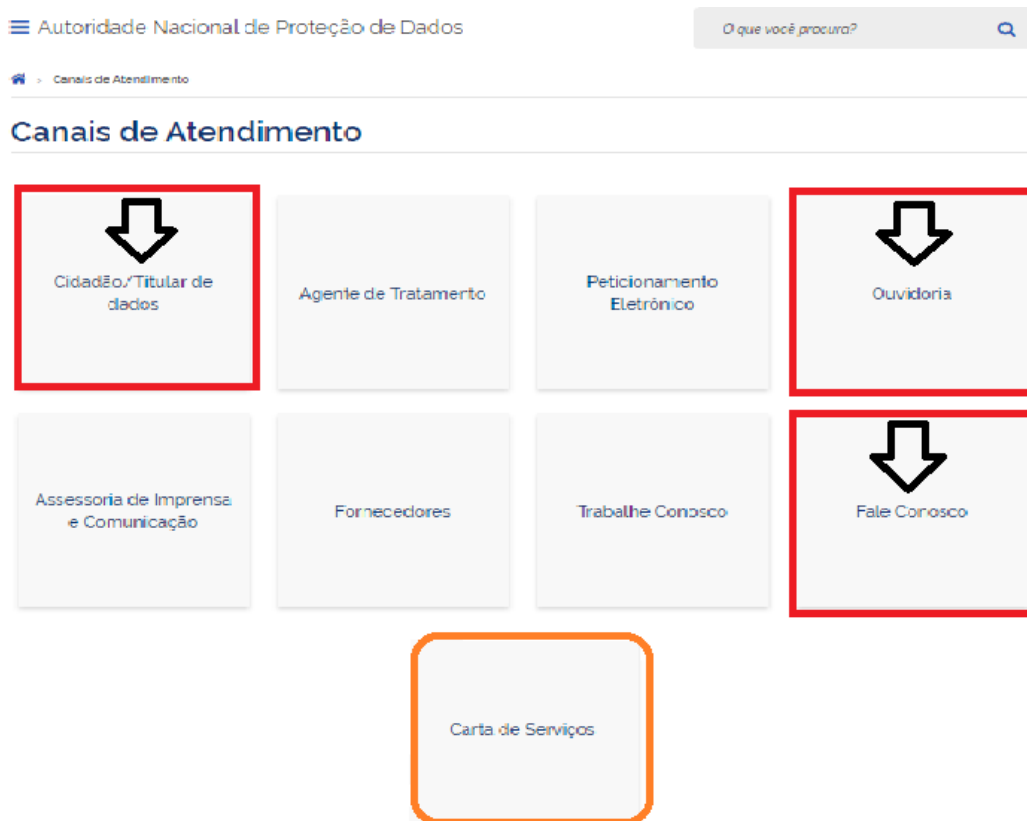 Autoridade Nacional de Proteção de Dados
O que você procura?
> Canais de Atendimento
Canais de Atendimento
Cidadão/Titular de
dados
Agente de Tratamento
Peticionamento
Eletrônico
Ouvidoria
Assessoria de Imprensa
e Comunicação
Fornecedores
Trabalhe Conosco
Fale Conosco
Carta de Serviços